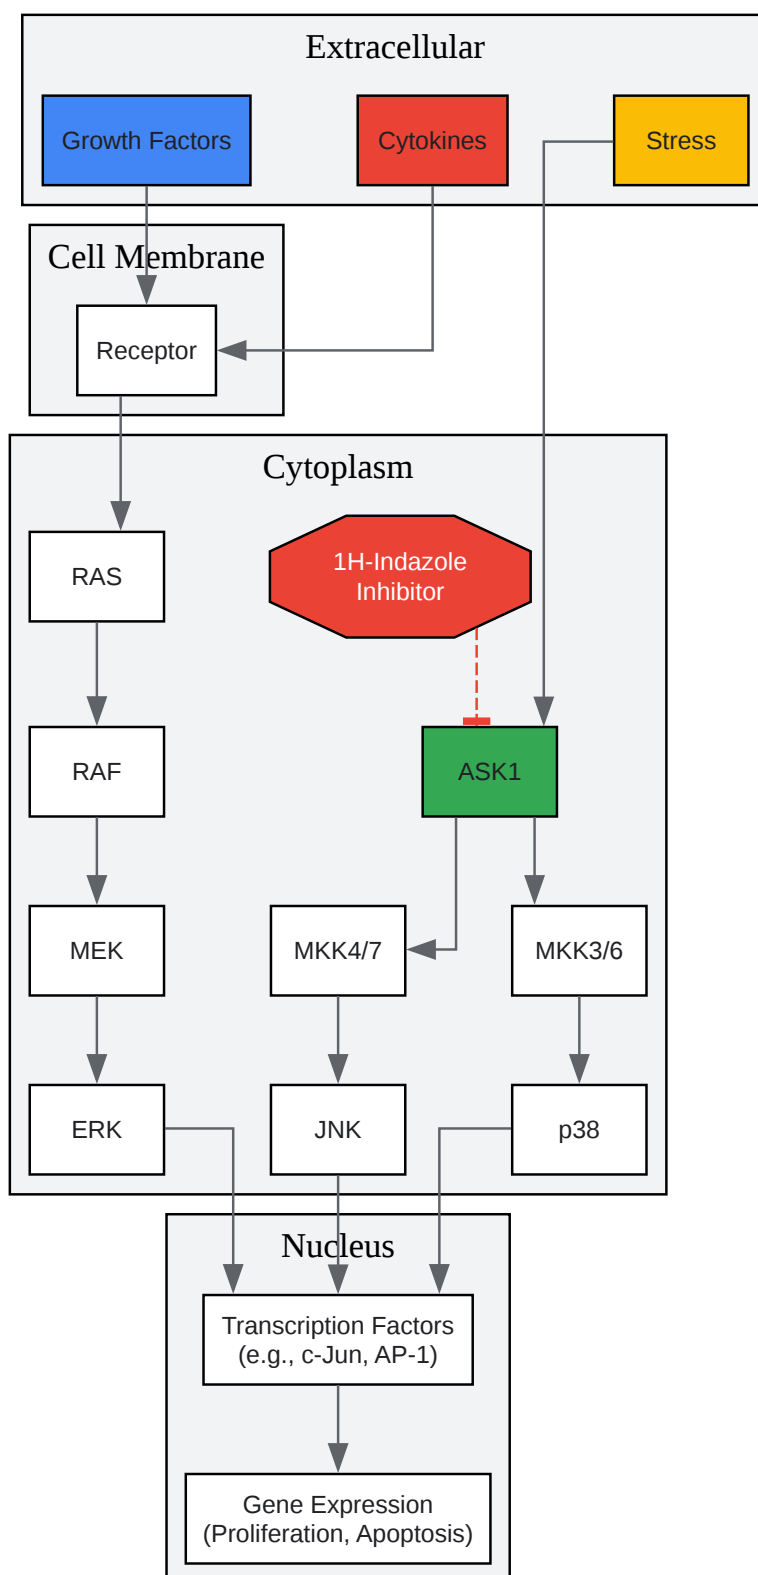 Extracellular
Growth Factors
Cytokines
Stress
Cell Membrane
Receptor
Cytoplasm
RAS
1H-Indazole
Inhibitor
RAF
ASK1
MEK
MKK4/7
MKK3/6
ERK
JNK
p38
Nucleus
Transcription Factors
(e.g., c-Jun, AP-1)
Gene Expression
(Proliferation, Apoptosis)